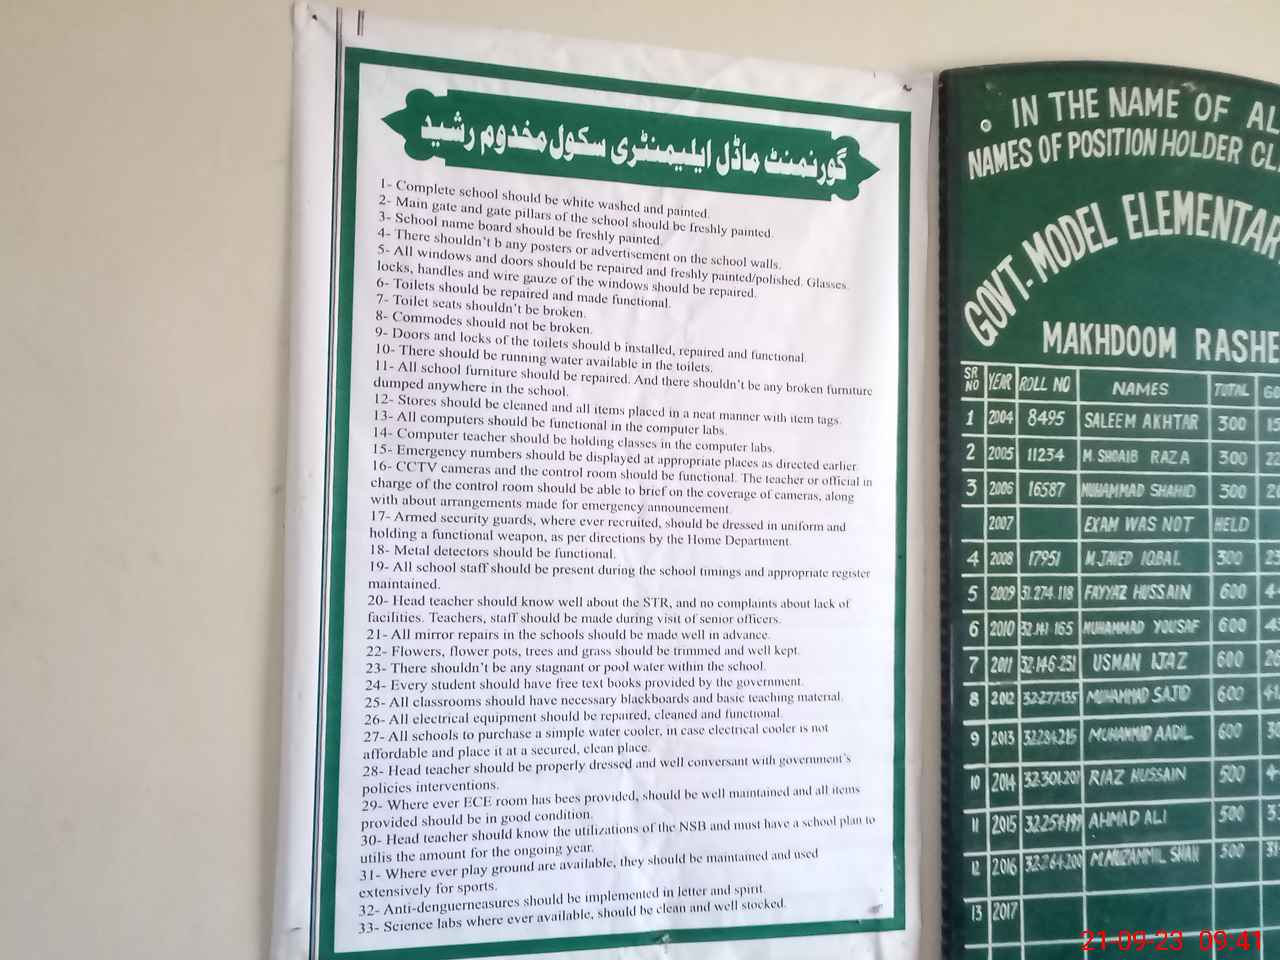 گورنمنٹ ماڈل ایلیمنٹری سکول مخدوم رشید
1- Complete school should be white washed and painted.
2- Main gate and gate pillars of the school should be freshly painted.
3- School name board should be freshly painted.
4- There shouldn't b any posters or advertisement on the school walls.
5- All windows and doors should be repaired and freshly painted/polished. Glasses.
locks, handles and wire gauze of the windows should be repaired.
6- Toilets should be repaired and made functional.
7- Toilet seats shouldn't be broken.
8- Commodes should not be broken.
9- Doors and locks of the toilets should b installed, repaired and functional.
10- There should be running water available in the toilets.
11- All school furniture should be repaired. And there shouldn't be any broken furniture
dumped anywhere in the school.
12- Stores should be cleaned and all items placed in a neat manner with item tags.
13- All computers should be functional in the computer labs.
14- Computer teacher should be holding classes in the computer labs.
15- Emergency numbers should be displayed at appropriate places as directed earlier
16- CCTV cameras and the control room should be functional. The teacher or official in
charge of the control room should be able to brief on the coverage of cameras, along
with about arrangements made for emergency announcement.
17- Armed security guards, where ever recruited, should be dressed in uniform and
holding a functional weapon, as per directions by the Home Department.
18- Metal detectors should be functional.
19- All school staff should be present during the school timings and appropriate register
maintained.
20- Head teacher should know well about the STR, and no complaints about lack of
facilities. Teachers, staff should be made during visit of senior officers.
21- All mirror repairs in the schools should be made well in advance.
22- Flowers, flower pots, trees and grass should be trimmed and well kept.
23- There shouldn't be any stagnant or pool water within the school.
24- Every student should have free text books provided by the government.
25- All classrooms should have necessary blackboards and basic teaching material.
26- All electrical equipment should be repaired, cleaned and functional.
27- All schools to purchase a simple water cooler, in case electrical cooler is not
affordable and place it at a secured, clean place.
28- Head teacher should be properly dressed and well conversant with government's
policies interventions.
29- Where ever ECE room has bees provided, should be well maintained and all items
provided should be in good condition.
30- Head teacher should know the utilizations of the NSB and must have a school plan to
utilis the amount for the ongoing year.
31- Where ever play ground are available, they should be maintained and used
extensively for sports.
32- Anti-denguerneasures should be implemented in letter and spirit.
33- Science labs where ever available, should be clean and well stocked.
IN THE NAME OF AL
NAMES OF POSITION HOLDER CL
GOVT. MODEL ELEMENTAR
MAKHDOOM RASHE
SR NO YEAR ROLL NO NAMES TOTAL
1 2004 8495 SALEEM AKHTAR 300
2 2005 11234 M. SHOAIB RAZA 300
3 2006 16587 MUHAMMAD SHAHID 300
2007 EXAM WAS NOT HELD
4 2008 17951 M. JAVED IQBAL 300
5 2009 31.274.118 FAYYAZ HUSSAIN 600
6 2010 32.141.165 MUHAMMAD YOUSAF 600
7 2011 32-146-251 USMAN IJAZ 600
8 2012 32-277-135 MUHAMMAD SAJID 600
9 2013 32-284-215 MUHAMMAD AADIL 600
10 2014 32-301-201 RIAZ HUSSAIN 500
11 2015 32-254-199 AHMAD ALI 500
12 2016 32-264-200 M.MUZAMMIL SHAH 500
13 2017
21-09-23 09:41